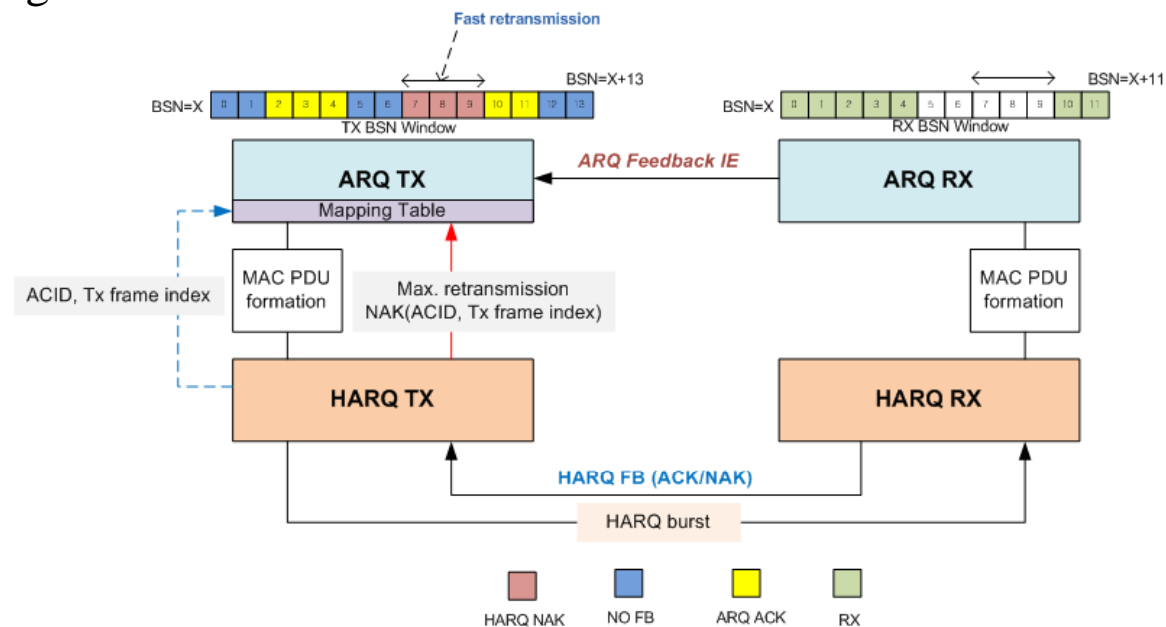 Fast retransmission
BSN=X+13
BSN=X+11
BSN=X
0 1 2 3 4 5 6 7 8 9 10 11 12 13
BSN=X
0 1 2 3 4 5 6 7 8 9 10 11
TX BSN Window
RX BSN Window
ARQ TX
Mapping Table
ARQ Feedback IE
ARQ RX
ACID, Tx frame index
MAC PDU
formation
Max. retransmission
NAK(ACID, Tx frame index)
MAC PDU
formation
HARQ TX
HARQ RX
HARQ FB (ACK/NAK)
HARQ burst
HARQ NAK
NO FB
ARQ ACK
RX